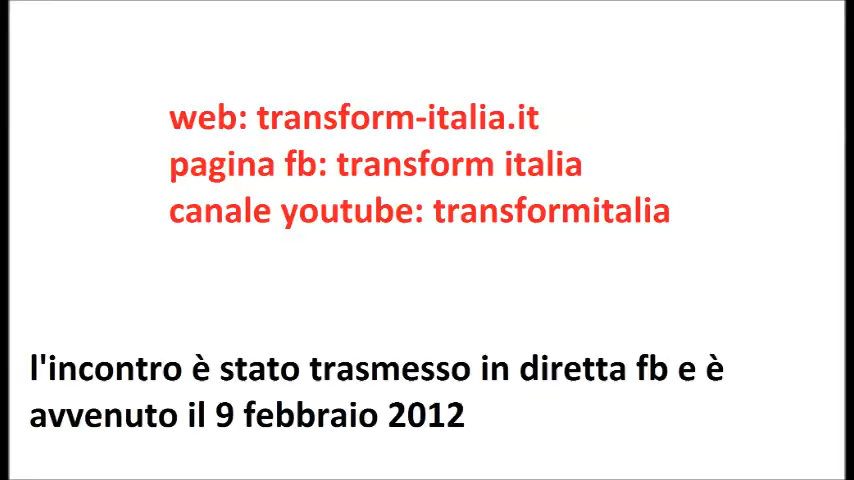 web: transform-italia.it
pagina fb: transform italia
canale youtube: transformitalia
l'incontro è stato trasmesso in diretta fb e è
avvenuto il 9 febbraio 2012